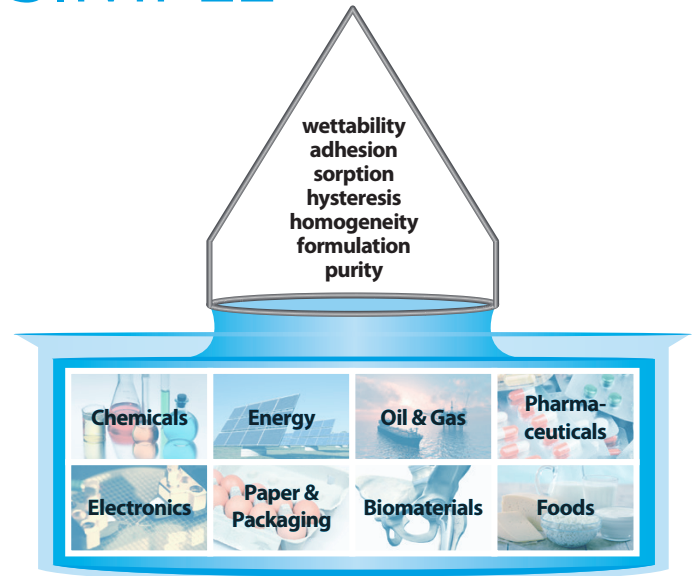 wettability
adhesion
sorption
hysteresis
homogeneity
formulation
purity
Chemicals
Energy
Oil & Gas
Pharma-
ceuticals
Electronics
Paper &
Packaging
Biomaterials
Foods